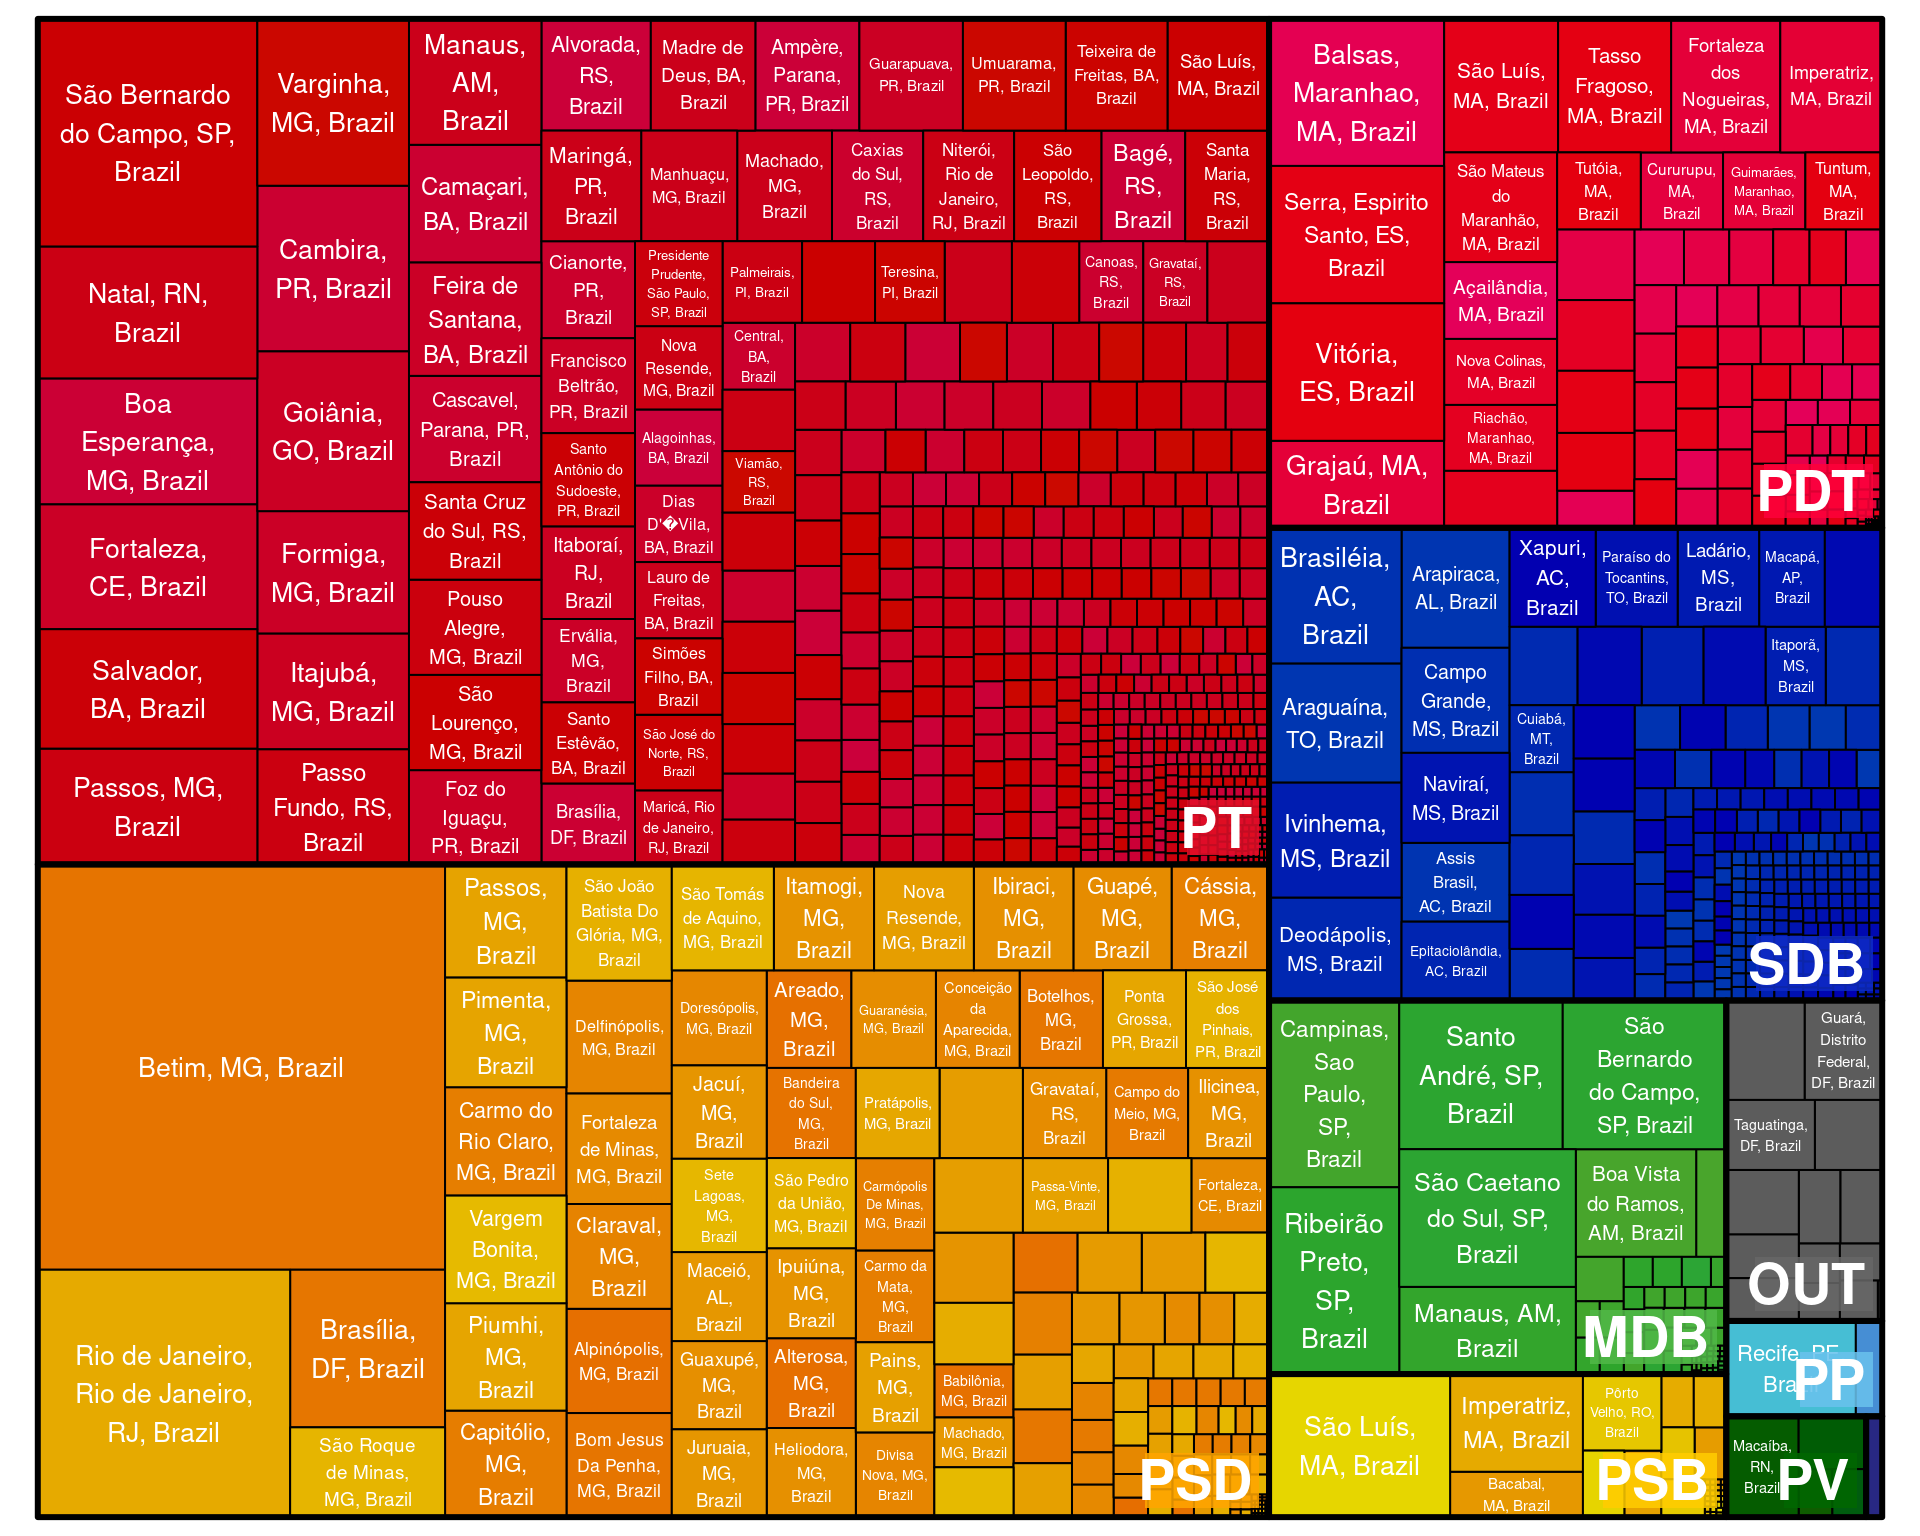 São Bernardo
do Campo, SP,
Brazil
Natal, RN,
Brazil
Boa
Esperança,
MG, Brazil
Fortaleza,
CE, Brazil
Salvador,
BA, Brazil
Passos, MG,
Brazil
Varginha,
MG, Brazil
Cambira,
PR, Brazil
Goiânia,
GO, Brazil
Formiga,
MG, Brazil
Itajubá,
MG, Brazil
Passo
Fundo, RS,
Brazil
Manaus,
AM,
Brazil
Camaçari,
BA, Brazil
Feira de
Santana,
BA, Brazil
Cascavel,
Parana, PR,
Brazil
Santa Cruz
do Sul, RS,
Brazil
Pouso
Alegre,
MG, Brazil
São
Lourenço,
MG, Brazil
Foz do
Iguaçu,
PR, Brazil
Alvorada,
RS,
Brazil
Madre de
Deus, BA,
Brazil
Ampère,
Parana,
PR, Brazil
Guarapuava,
PR, Brazil
Umuarama,
PR, Brazil
Teixeira de
Freitas, BA,
Brazil
São Luís,
MA, Brazil
Maringá,
PR,
Brazil
Manhuaçu,
MG, Brazil
Machado,
MG,
Brazil
Caxias
do Sul,
RS,
Brazil
Niterói,
Rio de
Janeiro,
RJ, Brazil
São
Leopoldo,
RS,
Brazil
Bagé,
RS,
Brazil
Santa
Maria,
RS,
Brazil
Cianorte,
PR,
Brazil
Francisco
Beltrão,
PR, Brazil
Santo
Antônio do
Sudoeste,
PR, Brazil
Itaboraí,
RJ,
Brazil
Ervália,
MG,
Brazil
Santo
Estêvão,
BA, Brazil
Brasília,
DF, Brazil
Presidente
Prudente,
São Paulo,
SP, Brazil
Nova
Resende,
MG, Brazil
Alagoinhas,
BA, Brazil
Dias
D'�Vila,
BA, Brazil
Lauro de
Freitas,
BA, Brazil
Simões
Filho, BA,
Brazil
São José do
Norte, RS,
Brazil
Maricá, Rio
de Janeiro,
RJ, Brazil
Palmeirais,
PI, Brazil
Teresina,
PI, Brazil
Canoas,
RS,
Brazil
Gravataí,
RS,
Brazil
Central,
BA,
Brazil
Viamão,
RS,
Brazil
PT
Balsas,
Maranhao,
MA, Brazil
Serra, Espirito
Santo, ES,
Brazil
Vitória,
ES, Brazil
Grajaú, MA,
Brazil
São Luís,
MA, Brazil
Tasso
Fragoso,
MA, Brazil
Fortaleza
dos
Nogueiras,
MA, Brazil
Imperatriz,
MA, Brazil
São Mateus
do
Maranhão,
MA, Brazil
Açailândia,
MA, Brazil
Nova Colinas,
MA, Brazil
Riachão,
Maranhao,
MA, Brazil
Tutóia,
MA,
Brazil
Cururupu,
MA,
Brazil
Guimarães,
Maranhao,
MA, Brazil
Tuntum,
MA,
Brazil
PDT
Brasiléia,
AC,
Brazil
Araguaína,
TO, Brazil
Ivinhema,
MS, Brazil
Deodápolis,
MS, Brazil
Arapiraca,
AL, Brazil
Campo
Grande,
MS, Brazil
Naviraí,
MS, Brazil
Assis
Brasil,
AC, Brazil
Epitaciolândia,
AC, Brazil
Xapuri,
AC,
Brazil
Paraíso do
Tocantins,
TO, Brazil
Ladário,
MS,
Brazil
Macapá,
AP,
Brazil
Itaporã,
MS,
Brazil
Cuiabá,
MT,
Brazil
SDB
Betim, MG, Brazil
Rio de Janeiro,
Rio de Janeiro,
RJ, Brazil
Brasília,
DF, Brazil
São Roque
de Minas,
MG, Brazil
Passos,
MG,
Brazil
Pimenta,
MG,
Brazil
Carmo do
Rio Claro,
MG, Brazil
Vargem
Bonita,
MG, Brazil
Piumhi,
MG,
Brazil
Capitólio,
MG,
Brazil
São João
Batista Do
Glória, MG,
Brazil
Delfinópolis,
MG, Brazil
Fortaleza
de Minas,
MG, Brazil
Claraval,
MG,
Brazil
Alpinópolis,
MG, Brazil
Bom Jesus
Da Penha,
MG, Brazil
São Tomás
de Aquino,
MG, Brazil
Itamogi,
MG,
Brazil
Nova
Resende,
MG, Brazil
Ibiraci,
MG,
Brazil
Guapé,
MG,
Brazil
Cássia,
MG,
Brazil
Doresópolis,
MG, Brazil
Jacuí,
MG,
Brazil
Sete
Lagoas,
MG,
Brazil
Maceió,
AL,
Brazil
Guaxupé,
MG,
Brazil
Juruaia,
MG,
Brazil
Areado,
MG,
Brazil
Guaranésia,
MG, Brazil
Conceição
da
Aparecida,
MG, Brazil
Botelhos,
MG,
Brazil
Ponta
Grossa,
PR, Brazil
São José
dos
Pinhais,
PR, Brazil
Bandeira
do Sul,
MG,
Brazil
São Pedro
da União,
MG, Brazil
Ipuiúna,
MG,
Brazil
Alterosa,
MG,
Brazil
Heliodora,
MG,
Brazil
Pratápolis,
MG, Brazil
Gravataí,
RS,
Brazil
Campo do
Meio, MG,
Brazil
Ilicinea,
MG,
Brazil
Carmópolis
De Minas,
MG, Brazil
Carmo da
Mata,
MG,
Brazil
Pains,
MG,
Brazil
Divisa
Nova, MG,
Brazil
Passa-Vinte,
MG, Brazil
Fortaleza,
CE, Brazil
Babilônia,
MG, Brazil
Machado,
MG, Brazil
PSD
Campinas,
Sao
Paulo,
SP,
Brazil
Ribeirão
Preto,
SP,
Brazil
Santo
André, SP,
Brazil
São
Bernardo
do Campo,
SP, Brazil
São Caetano
do Sul, SP,
Brazil
Manaus, AM,
Brazil
Boa Vista
do Ramos,
AM, Brazil
MDB
São Luís,
MA, Brazil
Imperatriz,
MA, Brazil
Bacabal,
MA, Brazil
Pôrto
Velho, RO,
Brazil
PSB
Guará,
Distrito
Federal,
DF, Brazil
Taguatinga,
DF, Brazil
OUT
Recife, PE,
Brazil
PP
Macaíba,
RN,
Brazil
PV